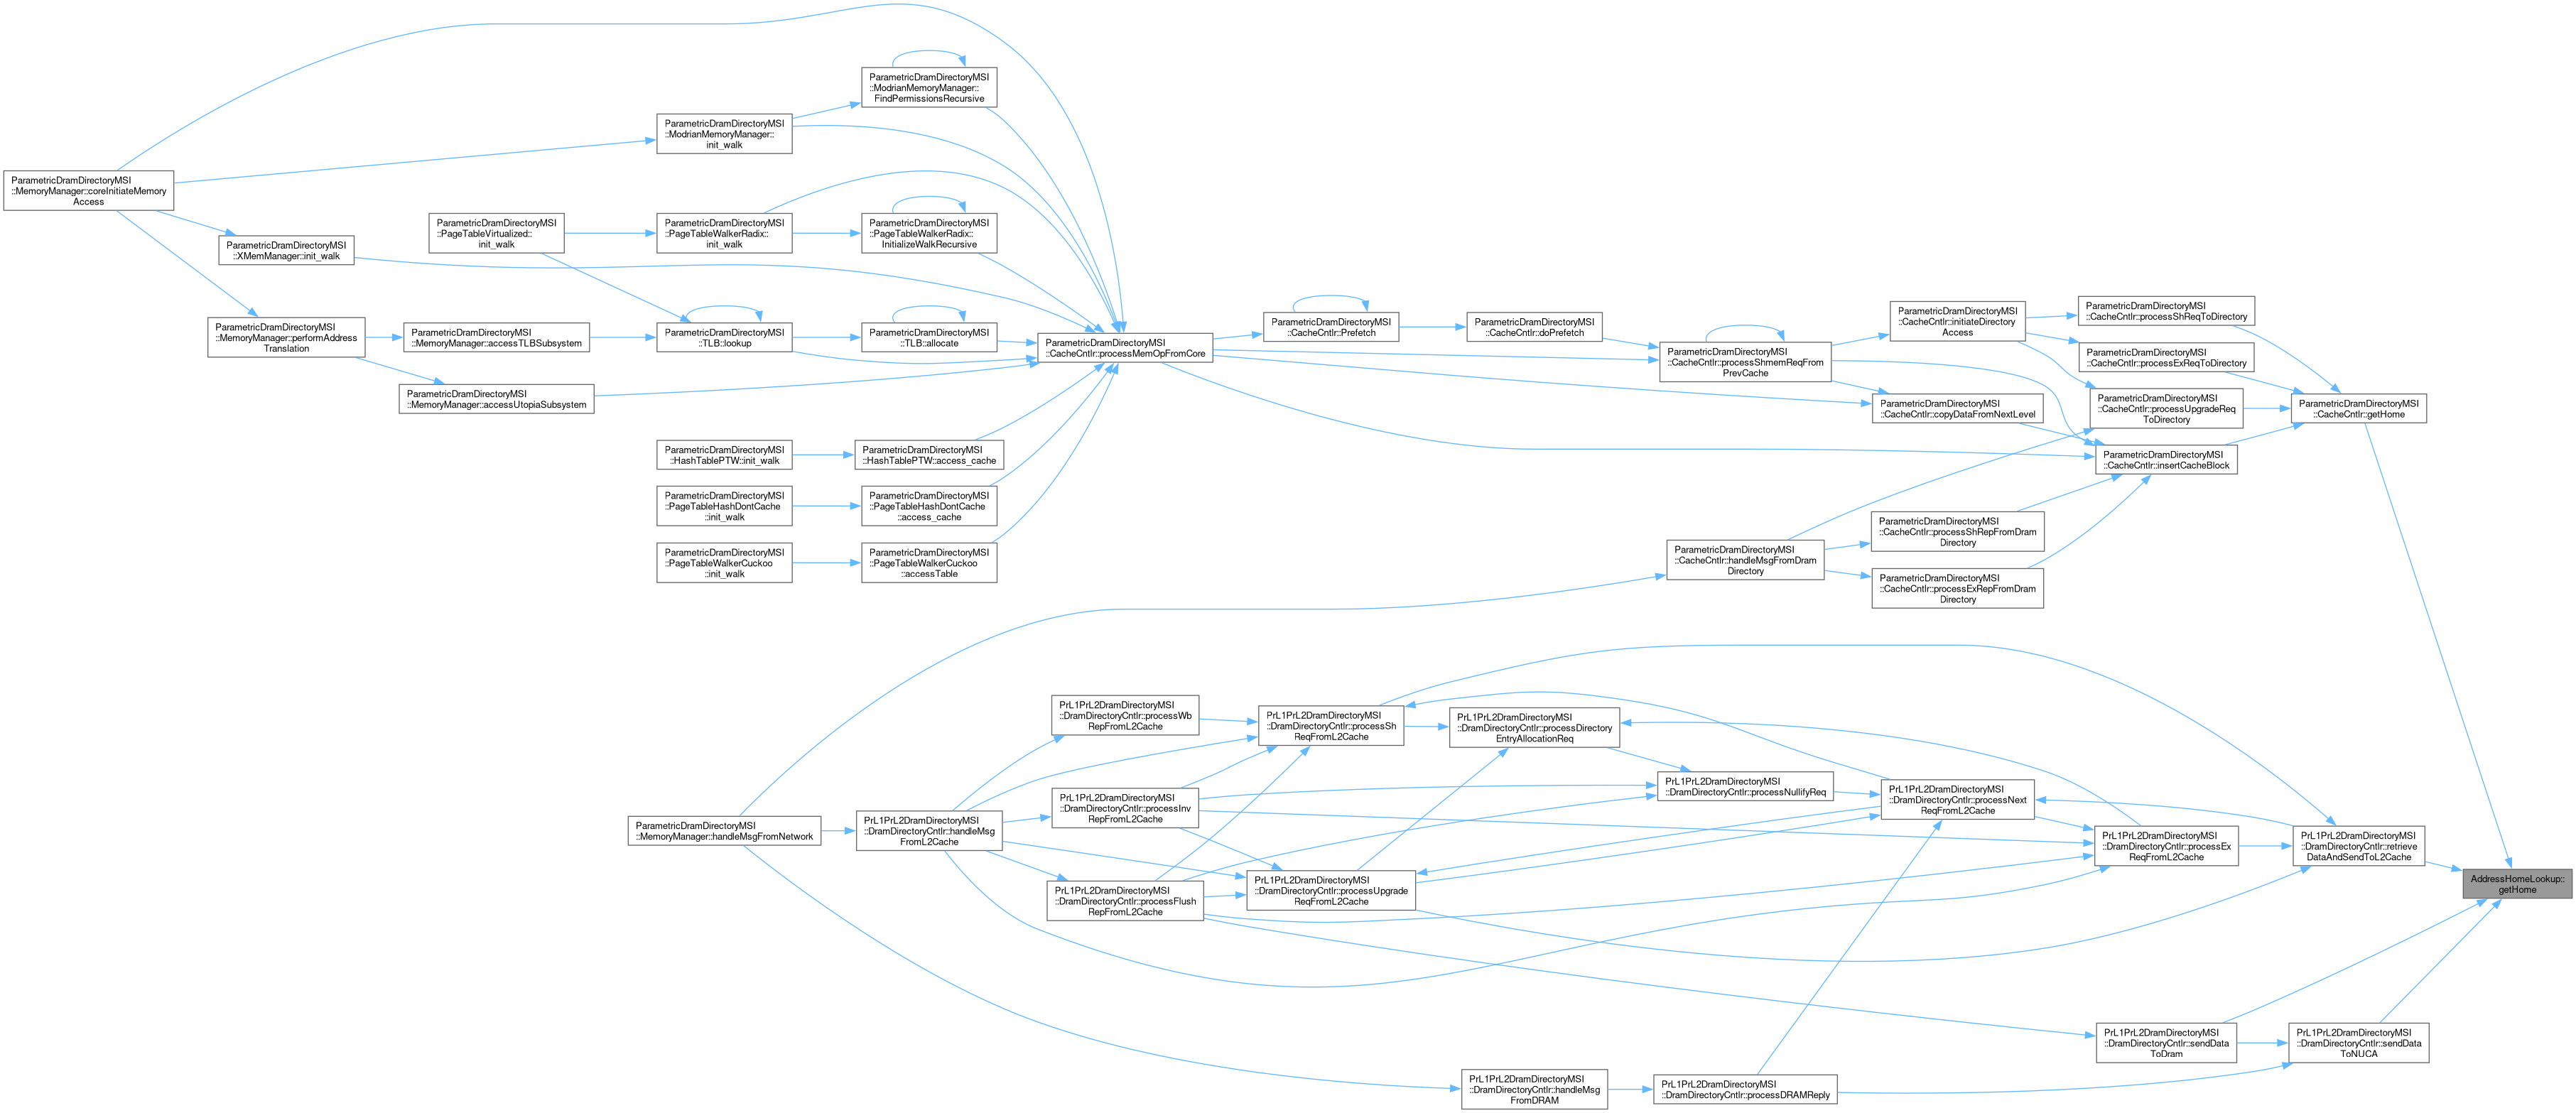 ParametricDramDirectoryMSI
::MemoryManager::coreInitiateMemory
Access
ParametricDramDirectoryMSI
::XMemManager::init_walk
ParametricDramDirectoryMSI
::MemoryManager::performAddress
Translation
ParametricDramDirectoryMSI
::PageTableVirtualized::
init_walk
ParametricDramDirectoryMSI
::MemoryManager::accessTLBSubsystem
ParametricDramDirectoryMSI
::MemoryManager::accessUtopiaSubsystem
ParametricDramDirectoryMSI
::ModrianMemoryManager::
init_walk
ParametricDramDirectoryMSI
::PageTableWalkerRadix::
init_walk
ParametricDramDirectoryMSI
::TLB::lookup
ParametricDramDirectoryMSI
::HashTablePTW::init_walk
ParametricDramDirectoryMSI
::PageTableHashDontCache
::init_walk
ParametricDramDirectoryMSI
::PageTableWalkerCuckoo
::init_walk
ParametricDramDirectoryMSI
::ModrianMemoryManager::
FindPermissionsRecursive
ParametricDramDirectoryMSI
::PageTableWalkerRadix::
InitializeWalkRecursive
ParametricDramDirectoryMSI
::TLB::allocate
ParametricDramDirectoryMSI
::HashTablePTW::access_cache
ParametricDramDirectoryMSI
::PageTableHashDontCache
::access_cache
ParametricDramDirectoryMSI
::PageTableWalkerCuckoo
::accessTable
ParametricDramDirectoryMSI
::CacheCntlr::processMemOpFromCore
ParametricDramDirectoryMSI
::CacheCntlr::Prefetch
ParametricDramDirectoryMSI
::CacheCntlr::doPrefetch
ParametricDramDirectoryMSI
::CacheCntlr::processShmemReqFrom
PrevCache
ParametricDramDirectoryMSI
::CacheCntlr::initiateDirectory
Access
ParametricDramDirectoryMSI
::CacheCntlr::copyDataFromNextLevel
ParametricDramDirectoryMSI
::CacheCntlr::processShReqToDirectory
ParametricDramDirectoryMSI
::CacheCntlr::processExReqToDirectory
ParametricDramDirectoryMSI
::CacheCntlr::processUpgradeReq
ToDirectory
ParametricDramDirectoryMSI
::CacheCntlr::insertCacheBlock
ParametricDramDirectoryMSI
::CacheCntlr::getHome
ParametricDramDirectoryMSI
::CacheCntlr::processShRepFromDram
Directory
ParametricDramDirectoryMSI
::CacheCntlr::handleMsgFromDram
Directory
ParametricDramDirectoryMSI
::CacheCntlr::processExRepFromDram
Directory
ParametricDramDirectoryMSI
::MemoryManager::handleMsgFromNetwork
PrL1PrL2DramDirectoryMSI
::DramDirectoryCntlr::handleMsg
FromL2Cache
PrL1PrL2DramDirectoryMSI
::DramDirectoryCntlr::processWb
RepFromL2Cache
PrL1PrL2DramDirectoryMSI
::DramDirectoryCntlr::processInv
RepFromL2Cache
PrL1PrL2DramDirectoryMSI
::DramDirectoryCntlr::processFlush
RepFromL2Cache
PrL1PrL2DramDirectoryMSI
::DramDirectoryCntlr::processSh
ReqFromL2Cache
PrL1PrL2DramDirectoryMSI
::DramDirectoryCntlr::processUpgrade
ReqFromL2Cache
PrL1PrL2DramDirectoryMSI
::DramDirectoryCntlr::processDirectory
EntryAllocationReq
PrL1PrL2DramDirectoryMSI
::DramDirectoryCntlr::processNullifyReq
PrL1PrL2DramDirectoryMSI
::DramDirectoryCntlr::processNext
ReqFromL2Cache
PrL1PrL2DramDirectoryMSI
::DramDirectoryCntlr::processEx
ReqFromL2Cache
PrL1PrL2DramDirectoryMSI
::DramDirectoryCntlr::retrieve
DataAndSendToL2Cache
AddressHomeLookup::
getHome
PrL1PrL2DramDirectoryMSI
::DramDirectoryCntlr::sendData
ToDram
PrL1PrL2DramDirectoryMSI
::DramDirectoryCntlr::sendData
ToNUCA
PrL1PrL2DramDirectoryMSI
::DramDirectoryCntlr::handleMsg
FromDRAM
PrL1PrL2DramDirectoryMSI
::DramDirectoryCntlr::processDRAMReply